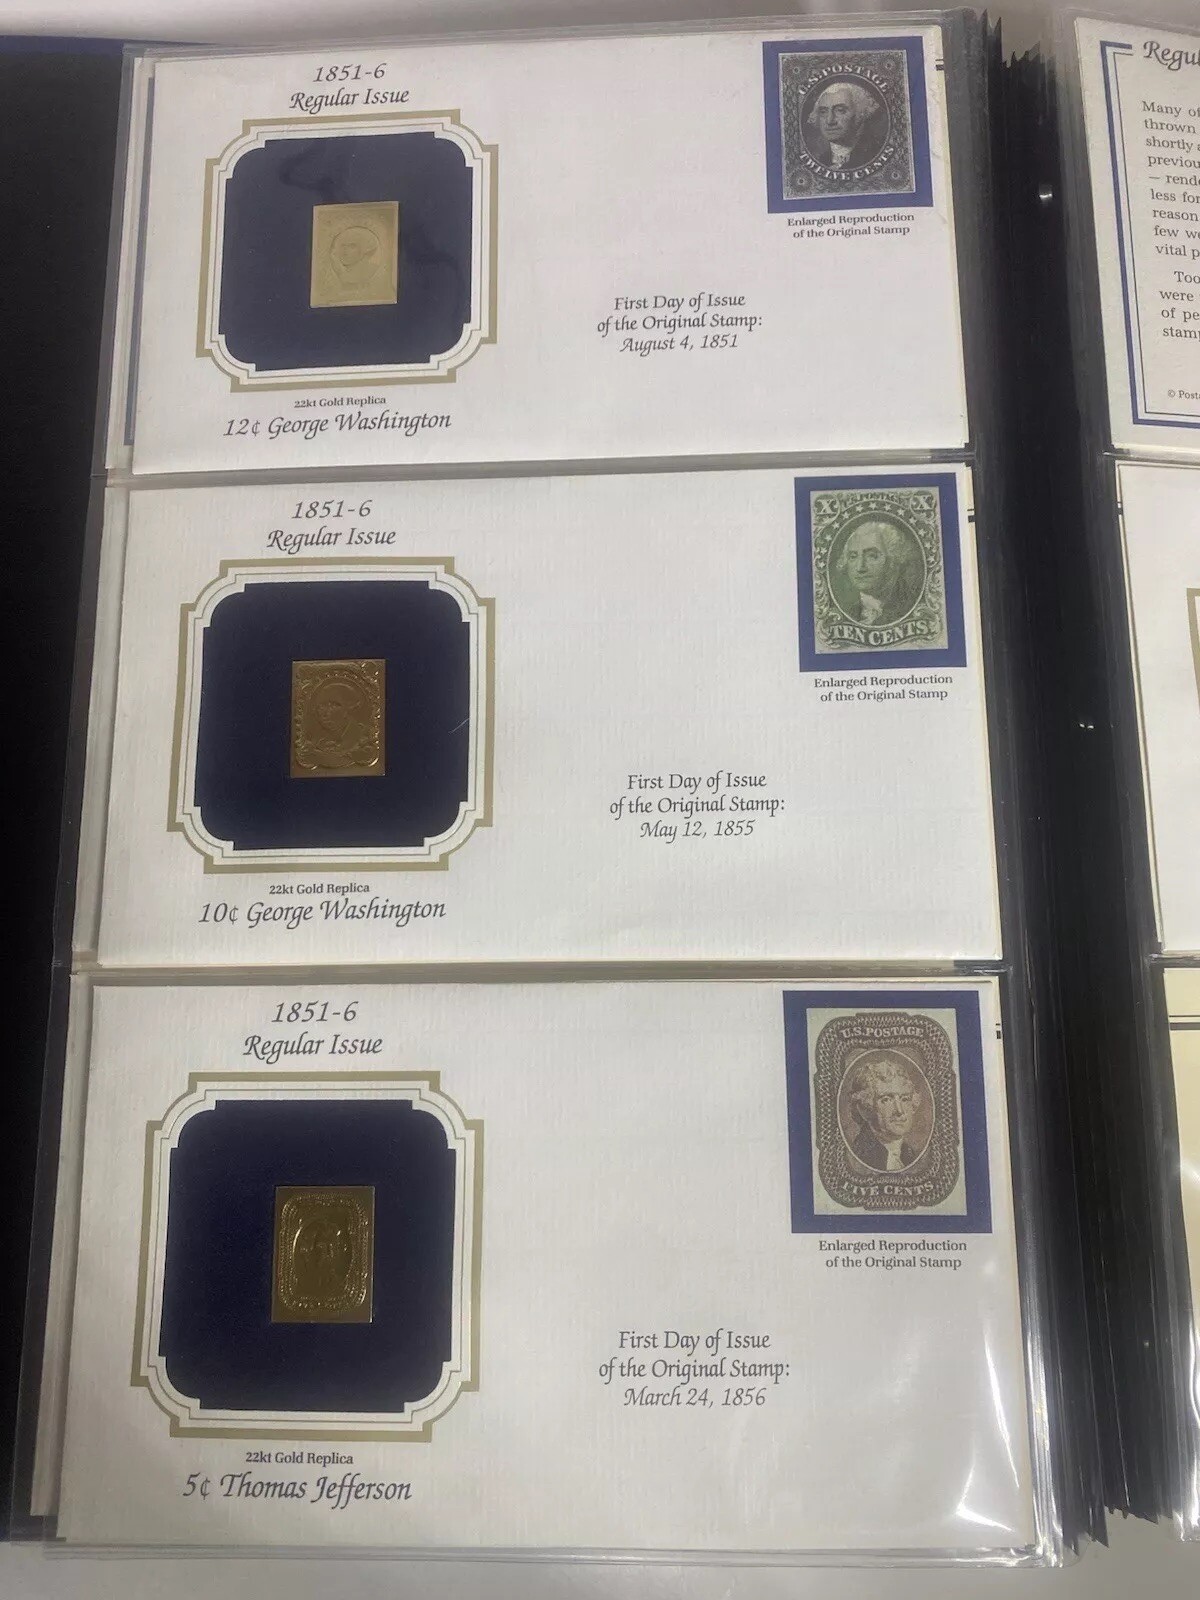 1851-6
Regular Issue
U.S. POSTAGE
TWELVE CENTS
Enlarged Reproduction
of the Original Stamp
First Day of Issue
of the Original Stamp:
August 4, 1851
22kt Gold Replica
12¢ George Washington
1851-6
Regular Issue
X U.S. POSTAGE X
TEN CENTS
Enlarged Reproduction
of the Original Stamp
First Day of Issue
of the Original Stamp:
May 12, 1855
22kt Gold Replica
10¢ George Washington
1851-6
Regular Issue
U.S. POSTAGE
FIVE CENTS
Enlarged Reproduction
of the Original Stamp
First Day of Issue
of the Original Stamp:
March 24, 1856
22kt Gold Replica
5¢ Thomas Jefferson
Many of
thrown
shortly
previou
— rende
less for
reason
few we
vital p
Too
were
of pe
stamp